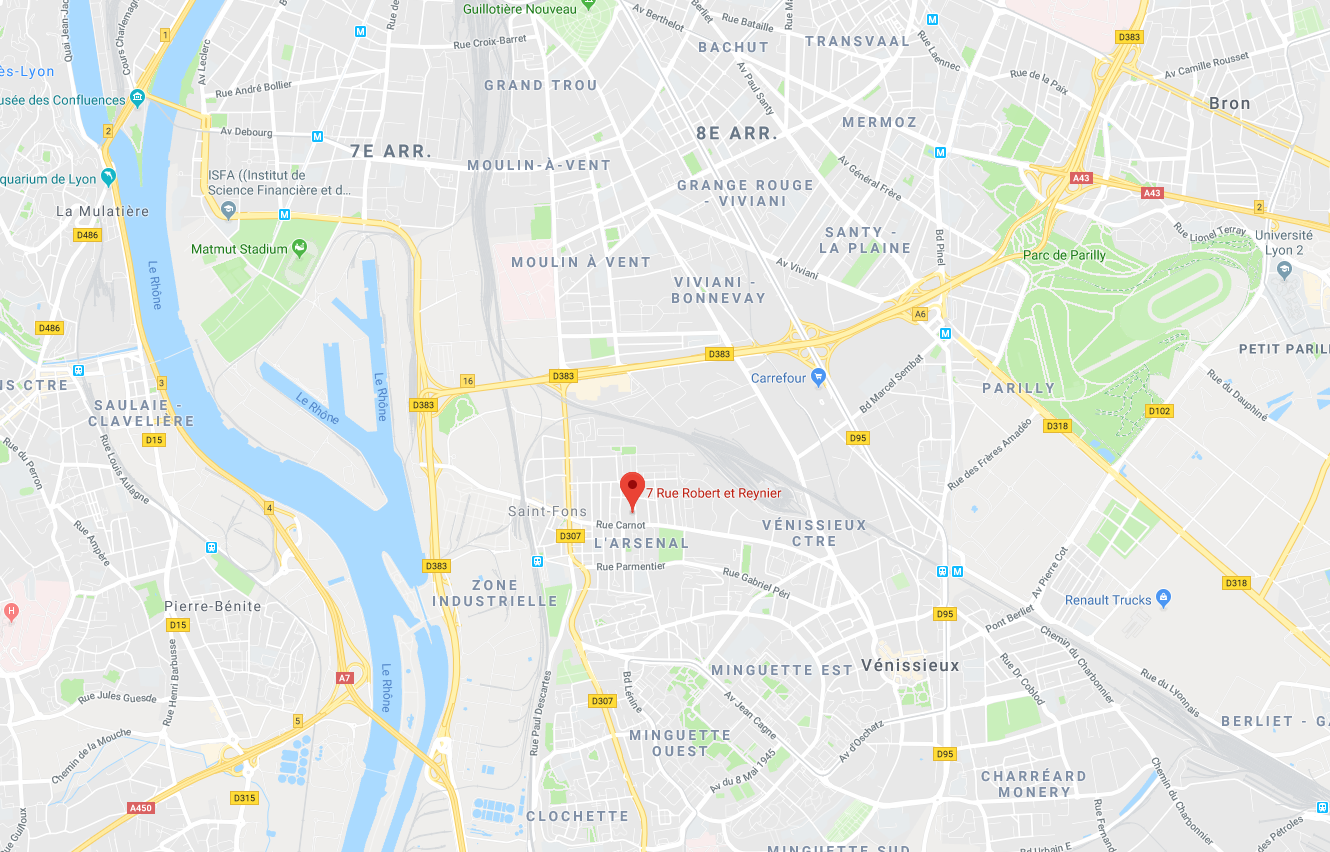 Guillotière Nouveau
Av Berthelot
Rue Bataille
Rue de
Rue M
Quai Jean-Ja
Cours Charlemag
1
Rue Croix-Barret
Av Leclerc
BACHUT
TRANSVAAL
Rue Laennec
D383
Av Camille Rousset
ès-Lyon
Rue André Bollier
GRAND TROU
Av Paul Santy
Rue de la Paix
Bron
usée des Confluences
2
Av Debourg
7E ARR.
8E ARR.
MERMOZ
MOULIN-À-VENT
Av Général Frère
A43
A43
quarium de Lyon
ISFA ((Institut de
Science Financière et d...
GRANGE ROUGE
- VIVIANI
2
La Mulatière
D486
SANTY -
LA PLAINE
Bd Pinel
Rue Lionel Terray
Université
Lyon 2
Matmut Stadium
MOULIN À VENT
Av Viviani
Parc de Parilly
Le Rhône
VIVIANI -
BONNEVAY
A6
D486
D383
PETIT PARIL
NS CTRE
3
16
D383
Carrefour
Bd Marcel Sembat
PARILLY
Rue du Dauphiné
Le Rhône
Le Rhône
D383
SAULAIE -
CLAVELIÈRE
D15
D102
D318
D95
Rue du Perron
Rue Louis Aulagne
Rue des Frères Amadéo
7 Rue Robert et Reynier
4
Saint-Fons
Rue Carnot
D307
L'ARSENAL
VÉNISSIEUX
CTRE
Rue Ampère
D383
Rue Parmentier
Rue Gabriel Péri
Av Pierre Cot
D318
ZONE
INDUSTRIELLE
Pierre-Bénite
D15
H
Renault Trucks
D95
Pont Berliet
Le Rhône
Rue Henri Barbusse
MINGUETTE EST
Vénissieux
Chemin du Charbonnier
Rue du Lyonnais
A7
Rue Jules Guesde
Rue Paul Descartes
Bd Lénine
D307
Av Jean Cagne
Rue Dr Coblod
BERLIET - GA
5
Chemin de la Mouche
MINGUETTE
OUEST
Av d'Oschatz
D95
Av du 8 Mai 1945
CHARRÉARD
MONERY
Chemin du Charbonnier
D315
A450
CLOCHETTE
Rue Fernand
des Pétroles
MINGUETTE SUD
Bd Urbain E